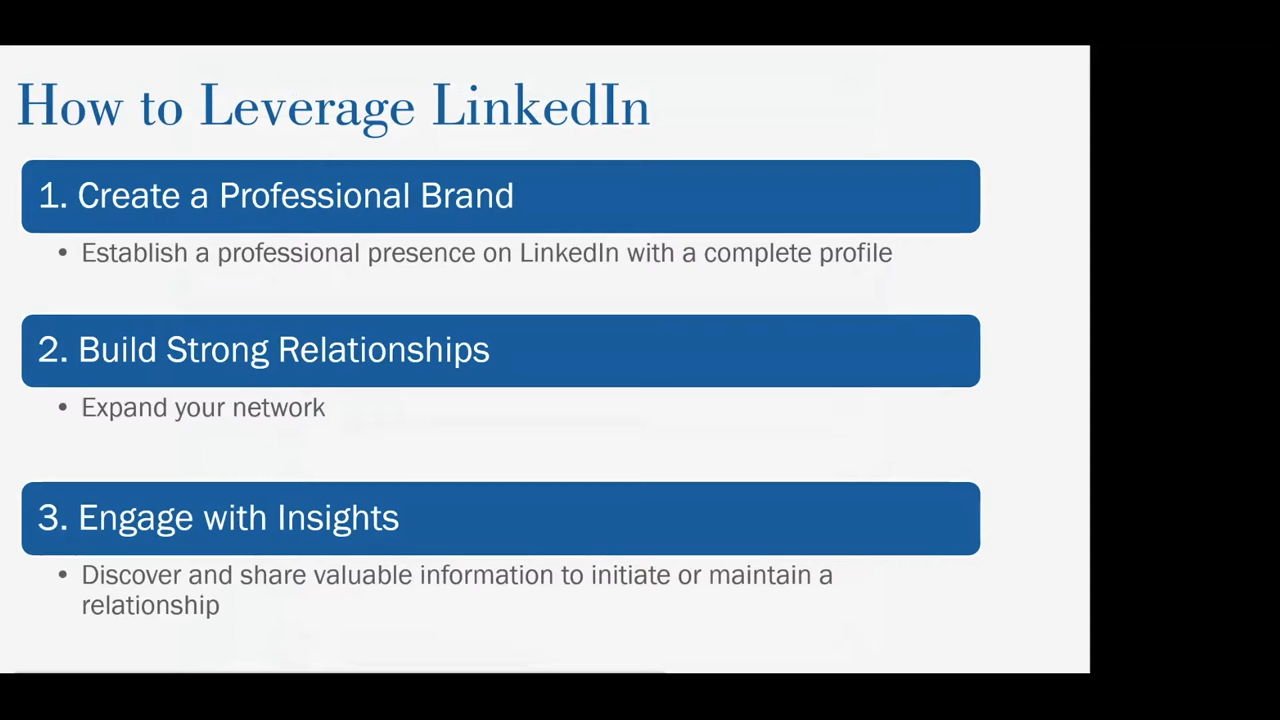 How to Leverage LinkedIn
1. Create a Professional Brand
• Establish a professional presence on LinkedIn with a complete profile
2. Build Strong Relationships
• Expand your network
3. Engage with Insights
• Discover and share valuable information to initiate or maintain a
relationship